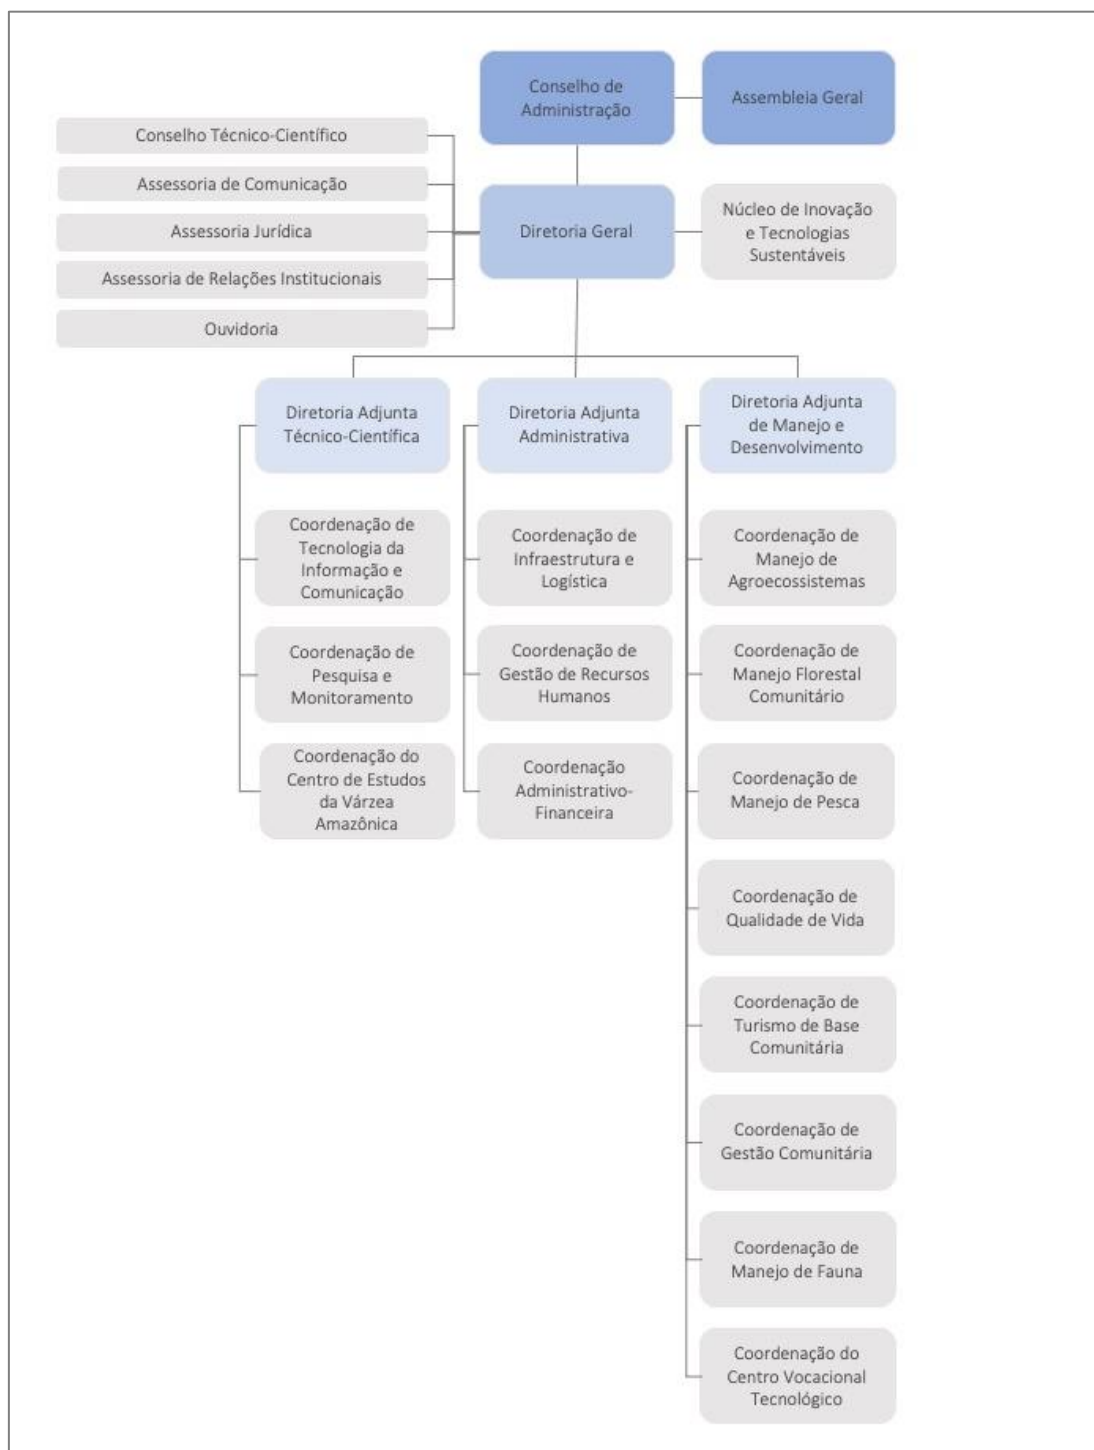 Conselho de
Administração
Assembleia Geral
Conselho Técnico-Científico
Assessoria de Comunicação
Assessoria Jurídica
Assessoria de Relações Institucionais
Ouvidoria
Diretoria Geral
Núcleo de Inovação
e Tecnologias
Sustentáveis
Diretoria Adjunta
Técnico-Científica
Diretoria Adjunta
Administrativa
Diretoria Adjunta
de Manejo e
Desenvolvimento
Coordenação de
Tecnologia da
Informação e
Comunicação
Coordenação de
Pesquisa e
Monitoramento
Coordenação do
Centro de Estudos
da Várzea
Amazônica
Coordenação de
Infraestrutura e
Logística
Coordenação de
Gestão de Recursos
Humanos
Coordenação
Administrativo-
Financeira
Coordenação de
Manejo de
Agroecossistemas
Coordenação de
Manejo Florestal
Comunitário
Coordenação de
Manejo de Pesca
Coordenação de
Qualidade de Vida
Coordenação de
Turismo de Base
Comunitária
Coordenação de
Gestão Comunitária
Coordenação de
Manejo de Fauna
Coordenação do
Centro Vocacional
Tecnológico